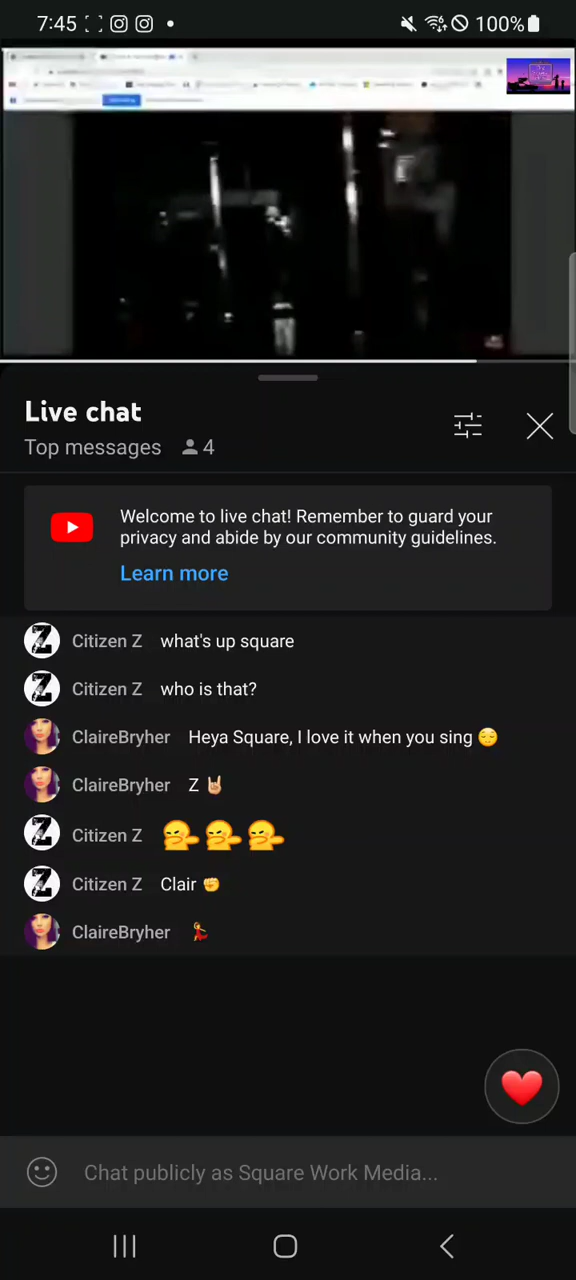 7:45
100%
Live chat
Top messages 4
Welcome to live chat! Remember to guard your
privacy and abide by our community guidelines.
Learn more
Citizen Z what's up square
Citizen Z who is that?
ClaireBryher Heya Square, I love it when you sing 😌
ClaireBryher Z 🤘🏼
Citizen Z
Citizen Z Clair ✊
ClaireBryher 💃
Chat publicly as Square Work Media...